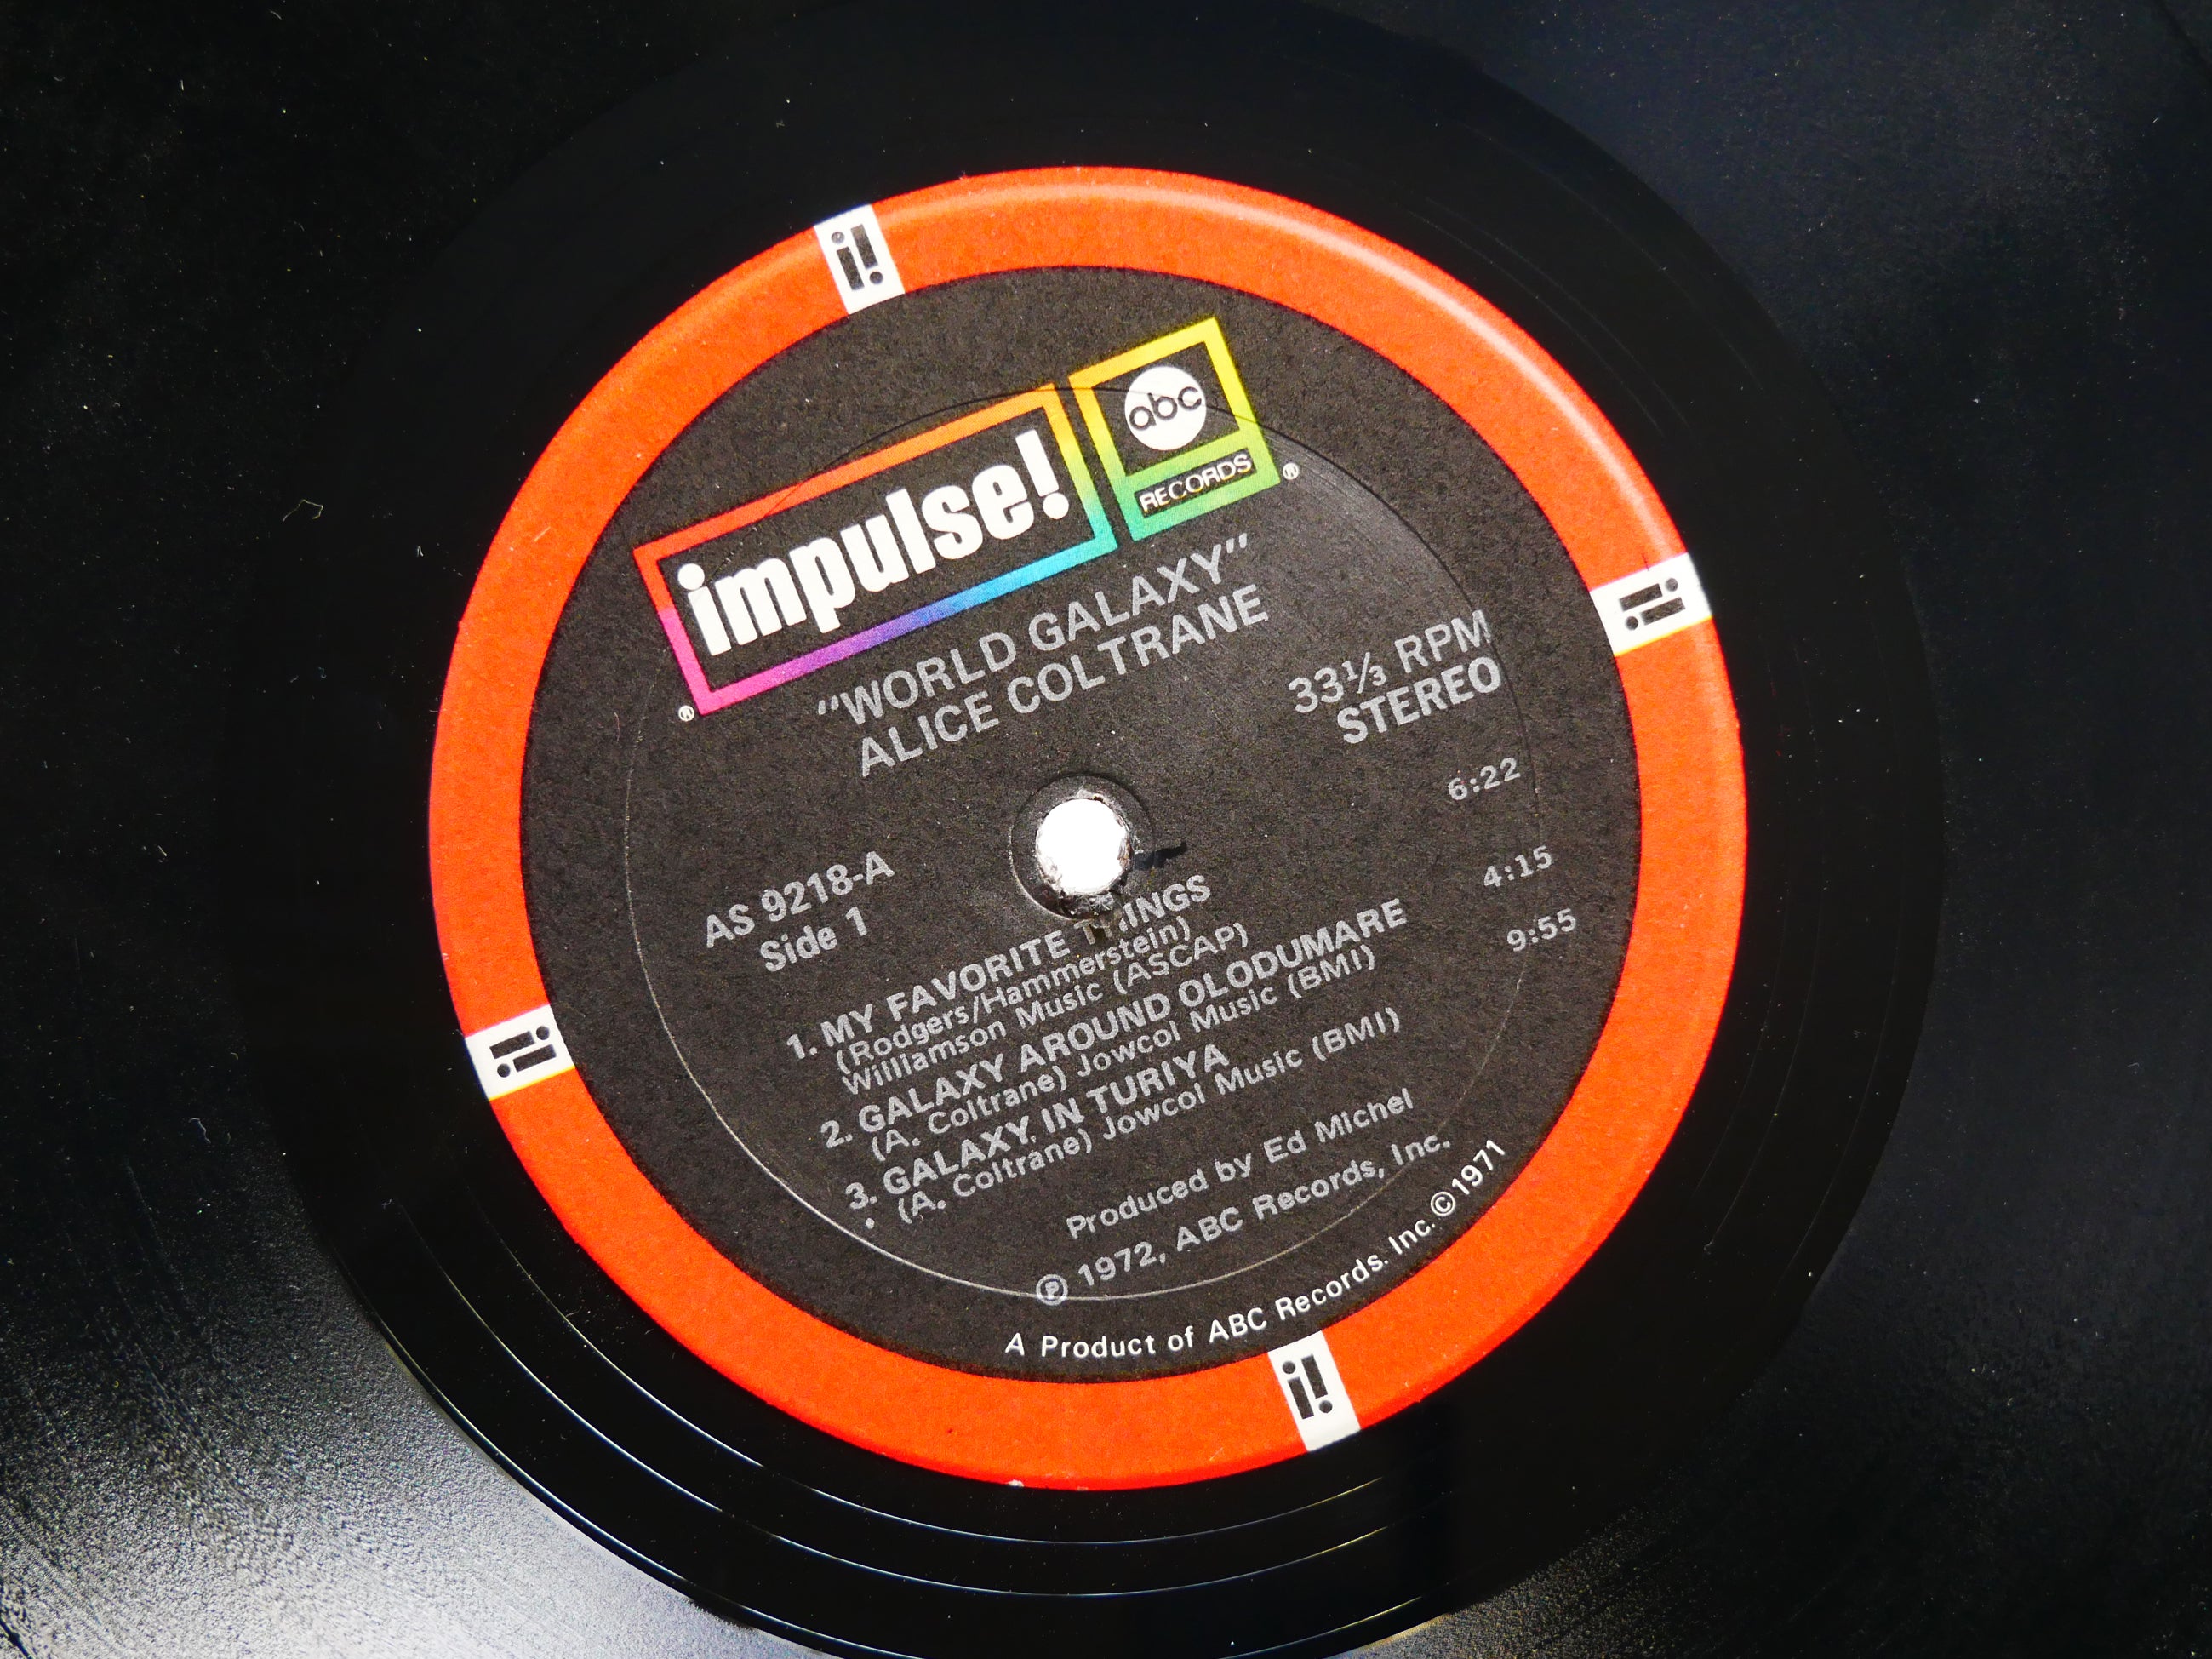 i!
impulse!®
abc
RECORDS®
"WORLD GALAXY"
ALICE COLTRANE
33⅓ RPM
STEREO
AS 9218-A
Side 1
1. MY FAVORITE THINGS 6:22
(Rodgers/Hammerstein)
Williamson Music (ASCAP)
2. GALAXY AROUND OLODUMARE 4:15
(A. Coltrane) Jowcol Music (BMI)
3. GALAXY IN TURIYA 9:55
(A. Coltrane) Jowcol Music (BMI)
Produced by Ed Michel
℗ 1972, ABC Records, Inc.
A Product of ABC Records. Inc. © 1971
i!
i!
i!